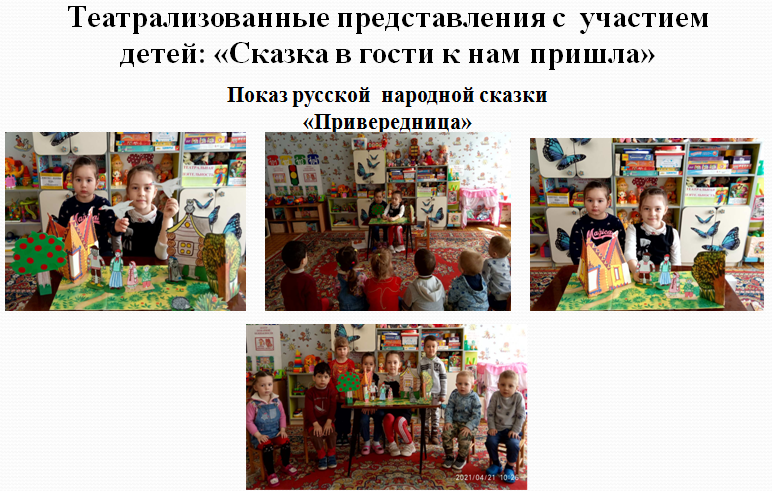 Театрализованные представления с участием
детей: «Сказка в гости к нам пришла»
Показ русской народной сказки
«Привередница»
2021/04/21 10:26